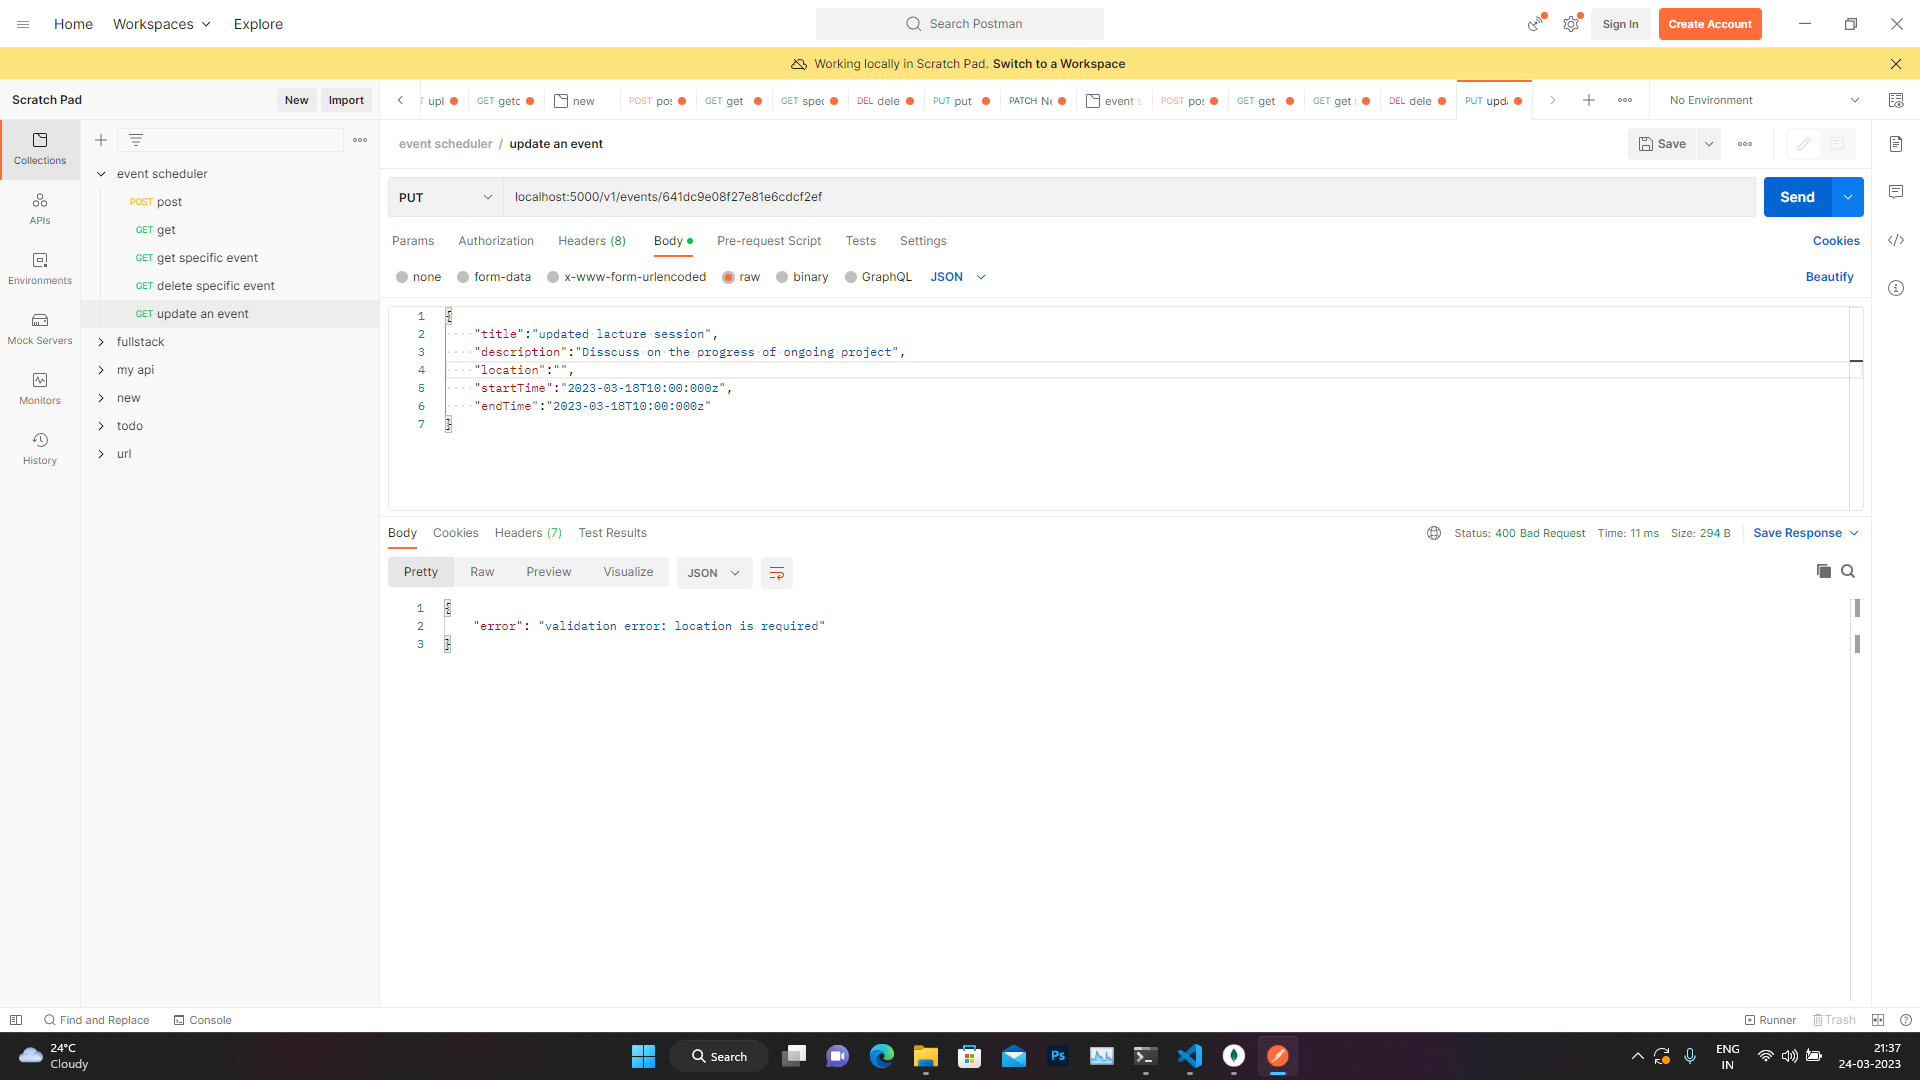 Home Workspaces Explore
Search Postman
Sign In Create Account
Working locally in Scratch Pad. Switch to a Workspace
Scratch Pad New Import
upl GET getc new POST pos GET get GET spec DEL dele PUT put PATCH Ne event s POST pos GET get GET get DEL dele PUT upda No Environment
Collections
APIs
Environments
Mock Servers
Monitors
History
event scheduler
POST post
GET get
GET get specific event
GET delete specific event
GET update an event
fullstack
my api
new
todo
url
event scheduler / update an event Save
PUT localhost:5000/v1/events/641dc9e08f27e81e6cdcf2ef Send
Params Authorization Headers (8) Body Pre-request Script Tests Settings Cookies
none form-data x-www-form-urlencoded raw binary GraphQL JSON Beautify
1 {
2 "title":"updated lacture session",
3 "description":"Disscuss on the progress of ongoing project",
4 "location":"",
5 "startTime":"2023-03-18T10:00:000z",
6 "endTime":"2023-03-18T10:00:000z"
7 }
Body Cookies Headers (7) Test Results Status: 400 Bad Request Time: 11 ms Size: 294 B Save Response
Pretty Raw Preview Visualize JSON
1 {
2 "error": "validation error: location is required"
3 }
Find and Replace Console Runner Trash
24°C
Cloudy
Search
Ps
ENG
IN
21:37
24-03-2023